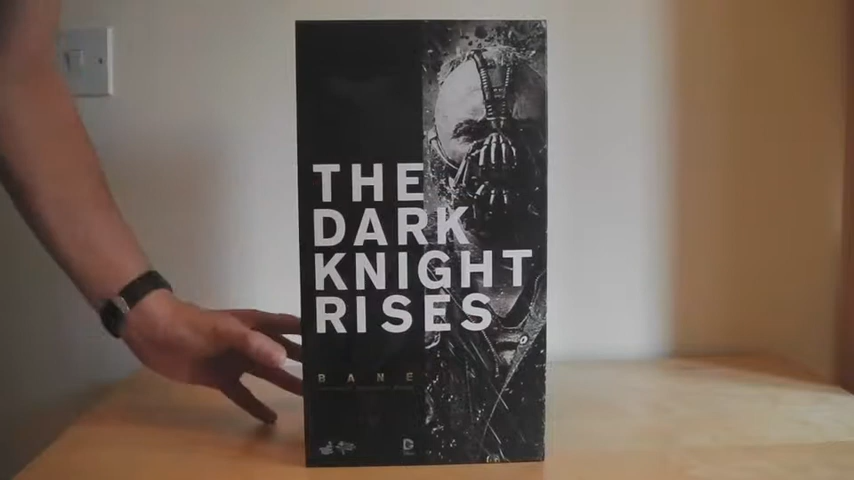 THE
DARK
KNIGHT
RISES
BANE